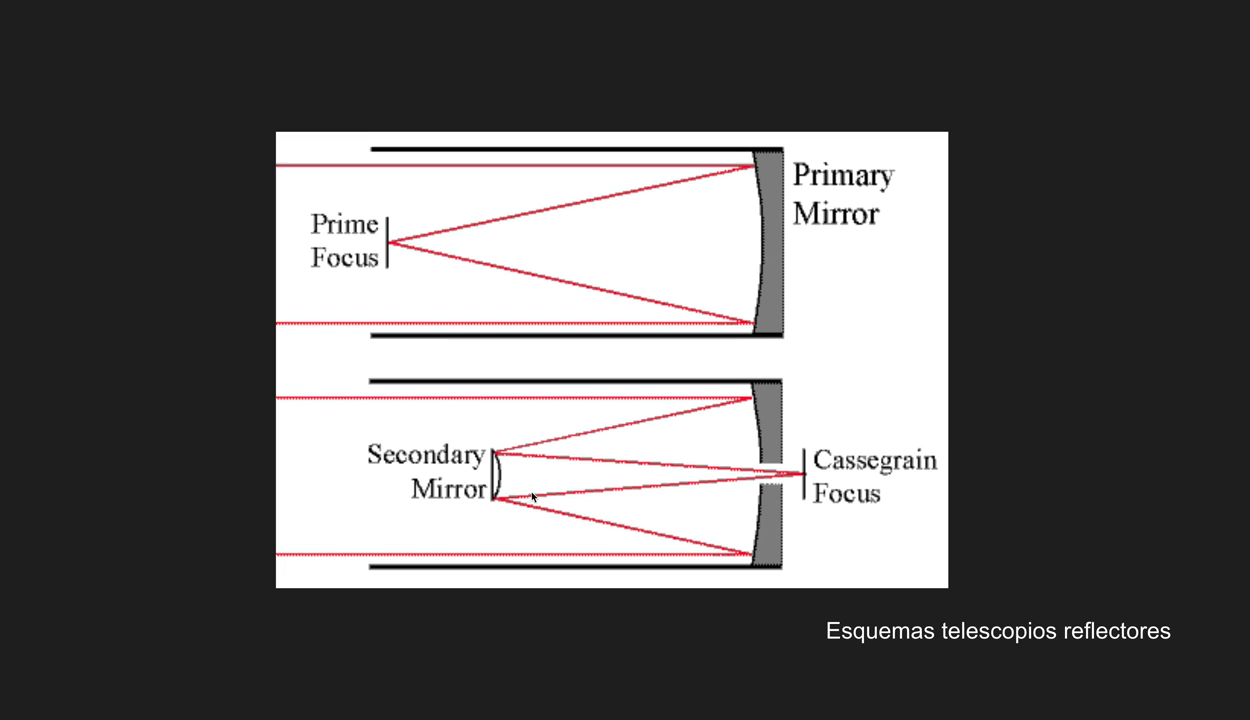 Primary
Mirror
Prime
Focus
Secondary
Mirror
Cassegrain
Focus
Esquemas telescopios reflectores